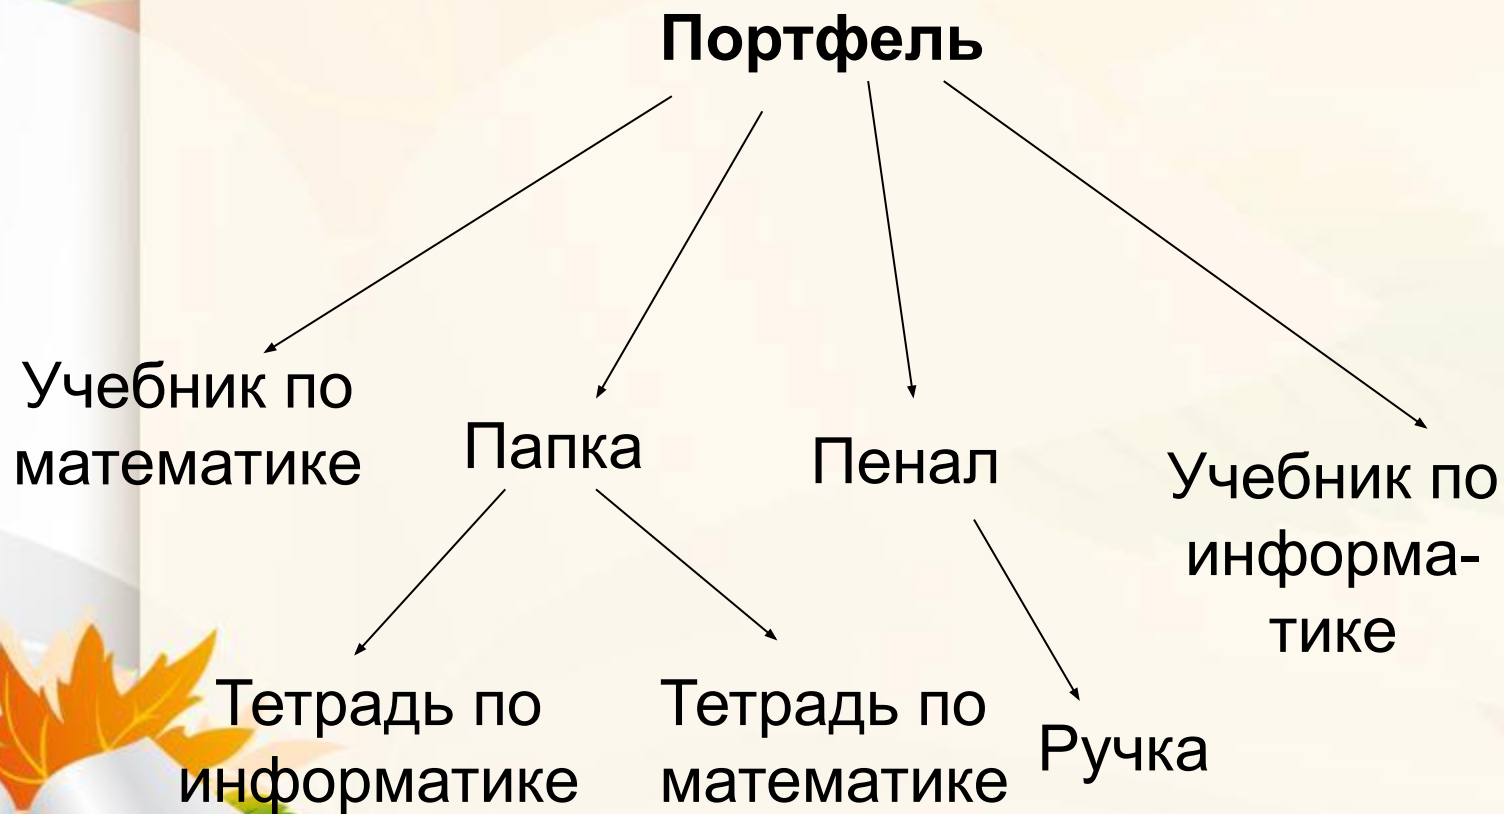 Портфель
Учебник по
математике
Папка
Пенал
Учебник по
информа-
тике
Тетрадь по
информатике
Тетрадь по
математике
Ручка